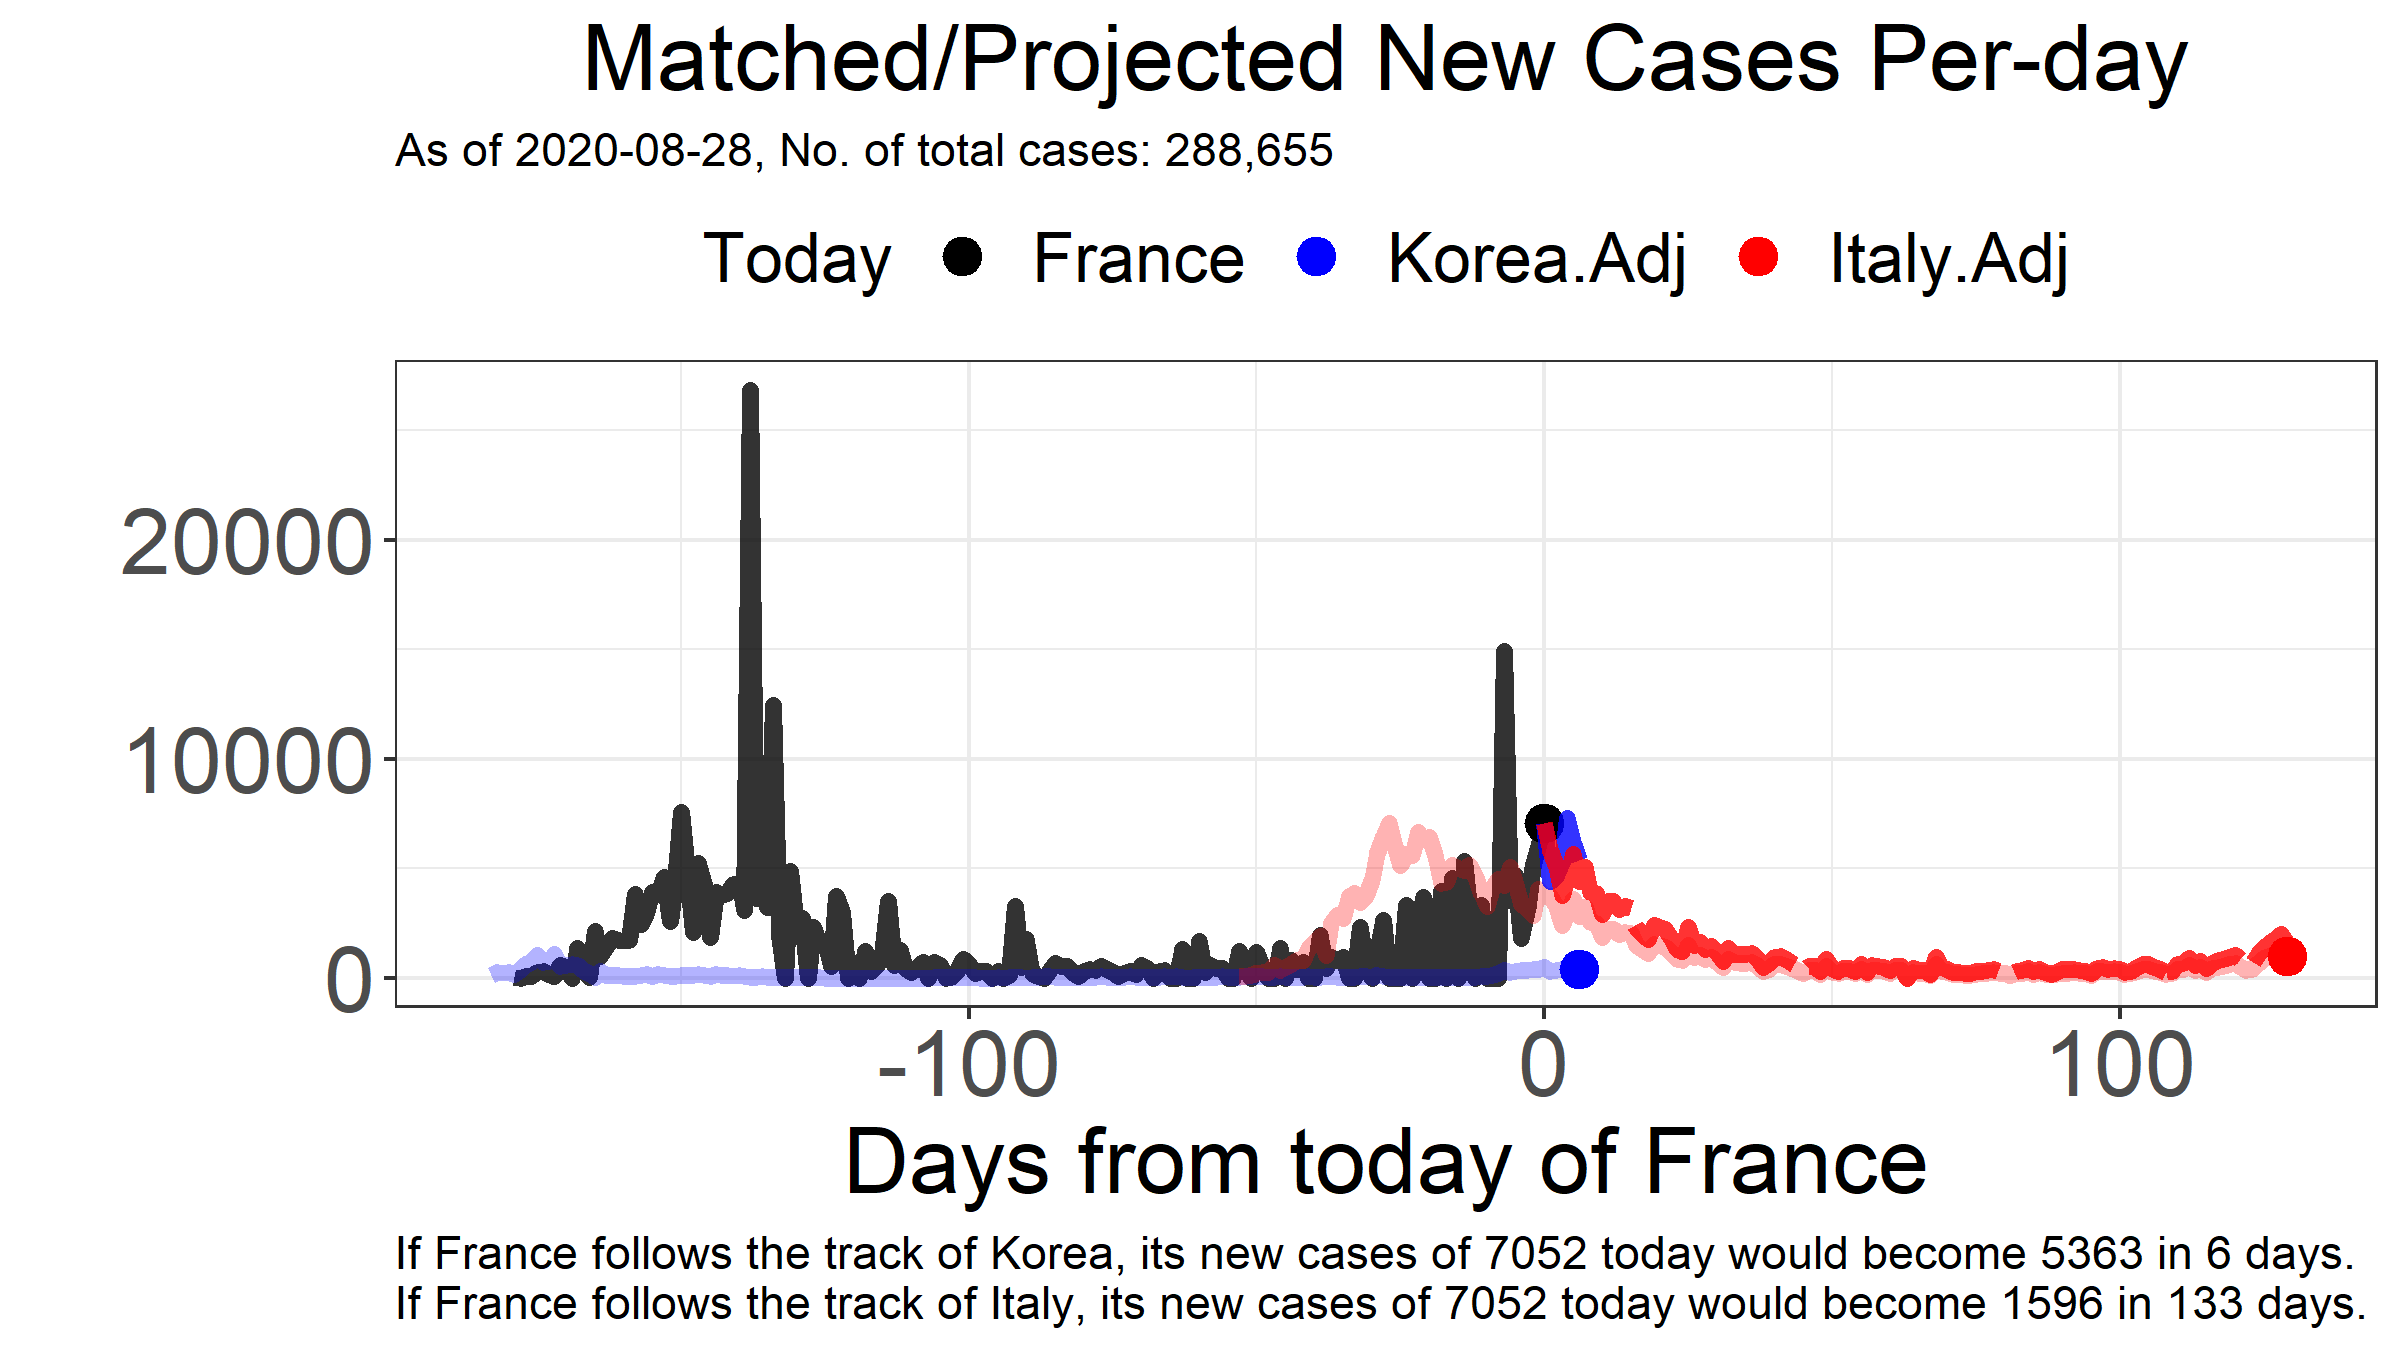 Matched/Projected New Cases Per-day
As of 2020-08-28, No. of total cases: 288,655
Today France Korea.Adj Italy.Adj
20000
10000
0
-100 0 100
Days from today of France
If France follows the track of Korea, its new cases of 7052 today would become 5363 in 6 days.
If France follows the track of Italy, its new cases of 7052 today would become 1596 in 133 days.